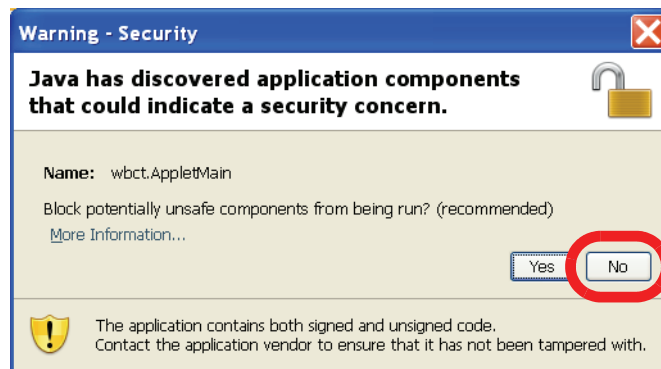 Warning - Security
Java has discovered application components
that could indicate a security concern.
Name: wbct.AppletMain
Block potentially unsafe components from being run? (recommended)
More Information...
Yes No
The application contains both signed and unsigned code.
Contact the application vendor to ensure that it has not been tampered with.